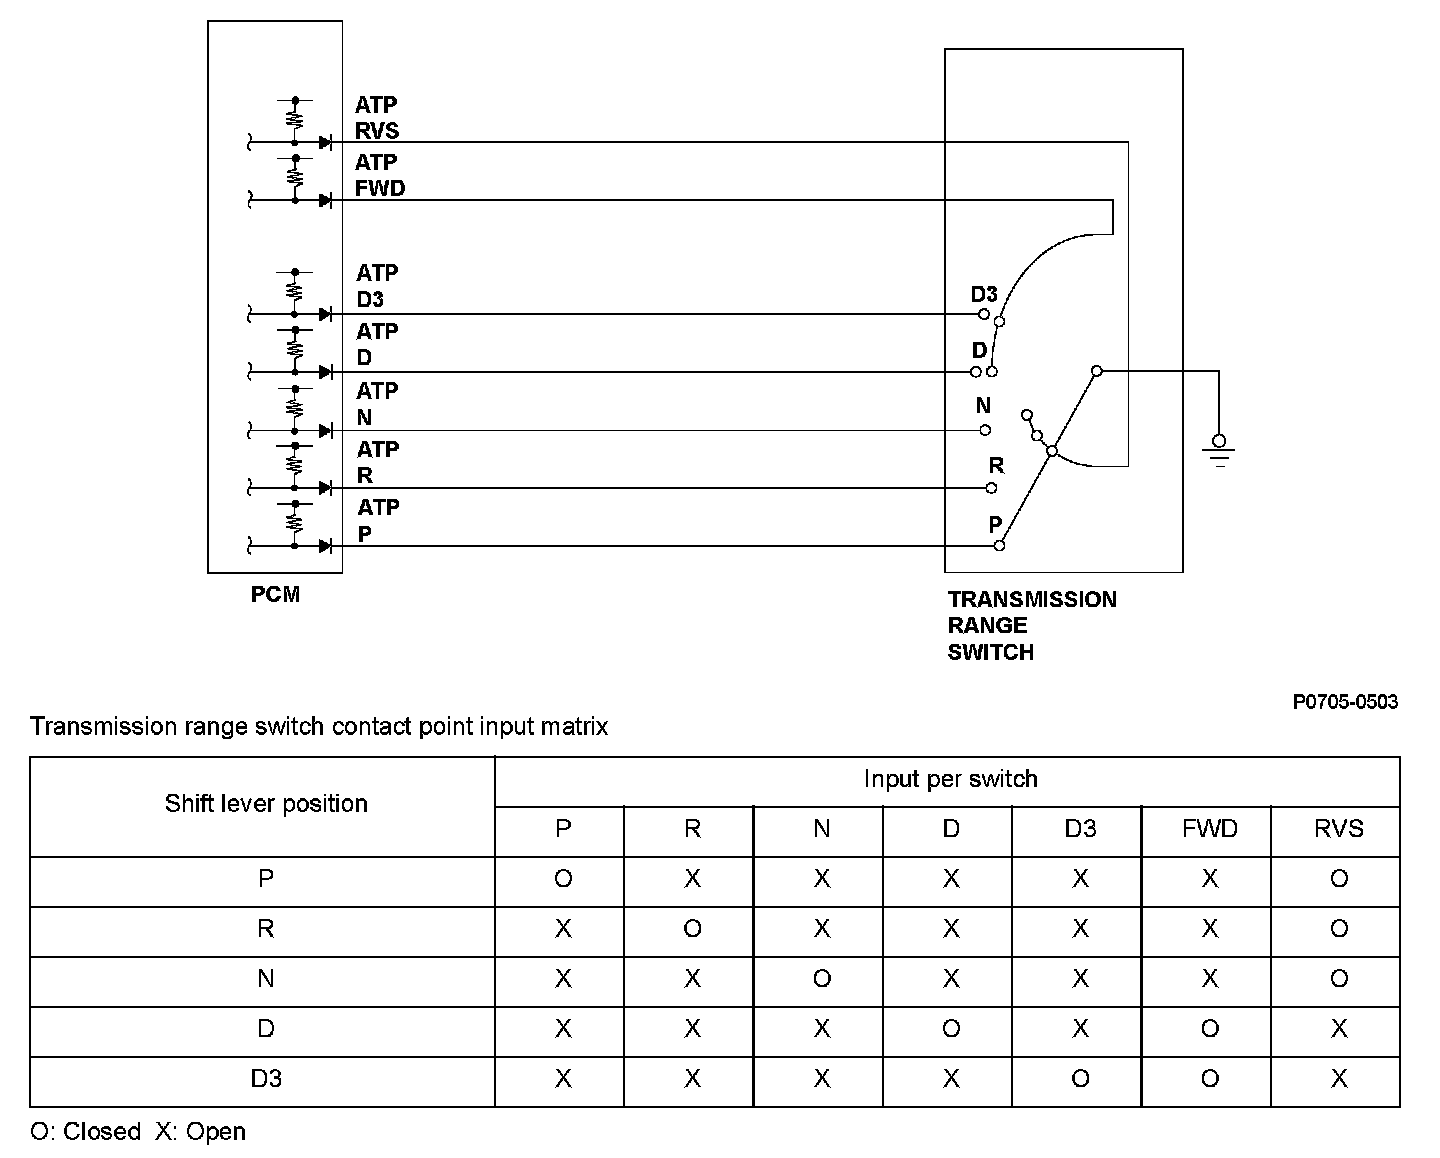 ATP
RVS
ATP
FWD
ATP
D3
ATP
D
ATP
N
ATP
R
ATP
P
PCM
D3
D
N
R
P
TRANSMISSION
RANGE
SWITCH
P0705-0503
Transmission range switch contact point input matrix
Shift lever position Input per switch
P R N D D3 FWD RVS
P O X X X X X O
R X O X X X X O
N X X O X X X O
D X X X O X O X
D3 X X X X O O X
O: Closed X: Open